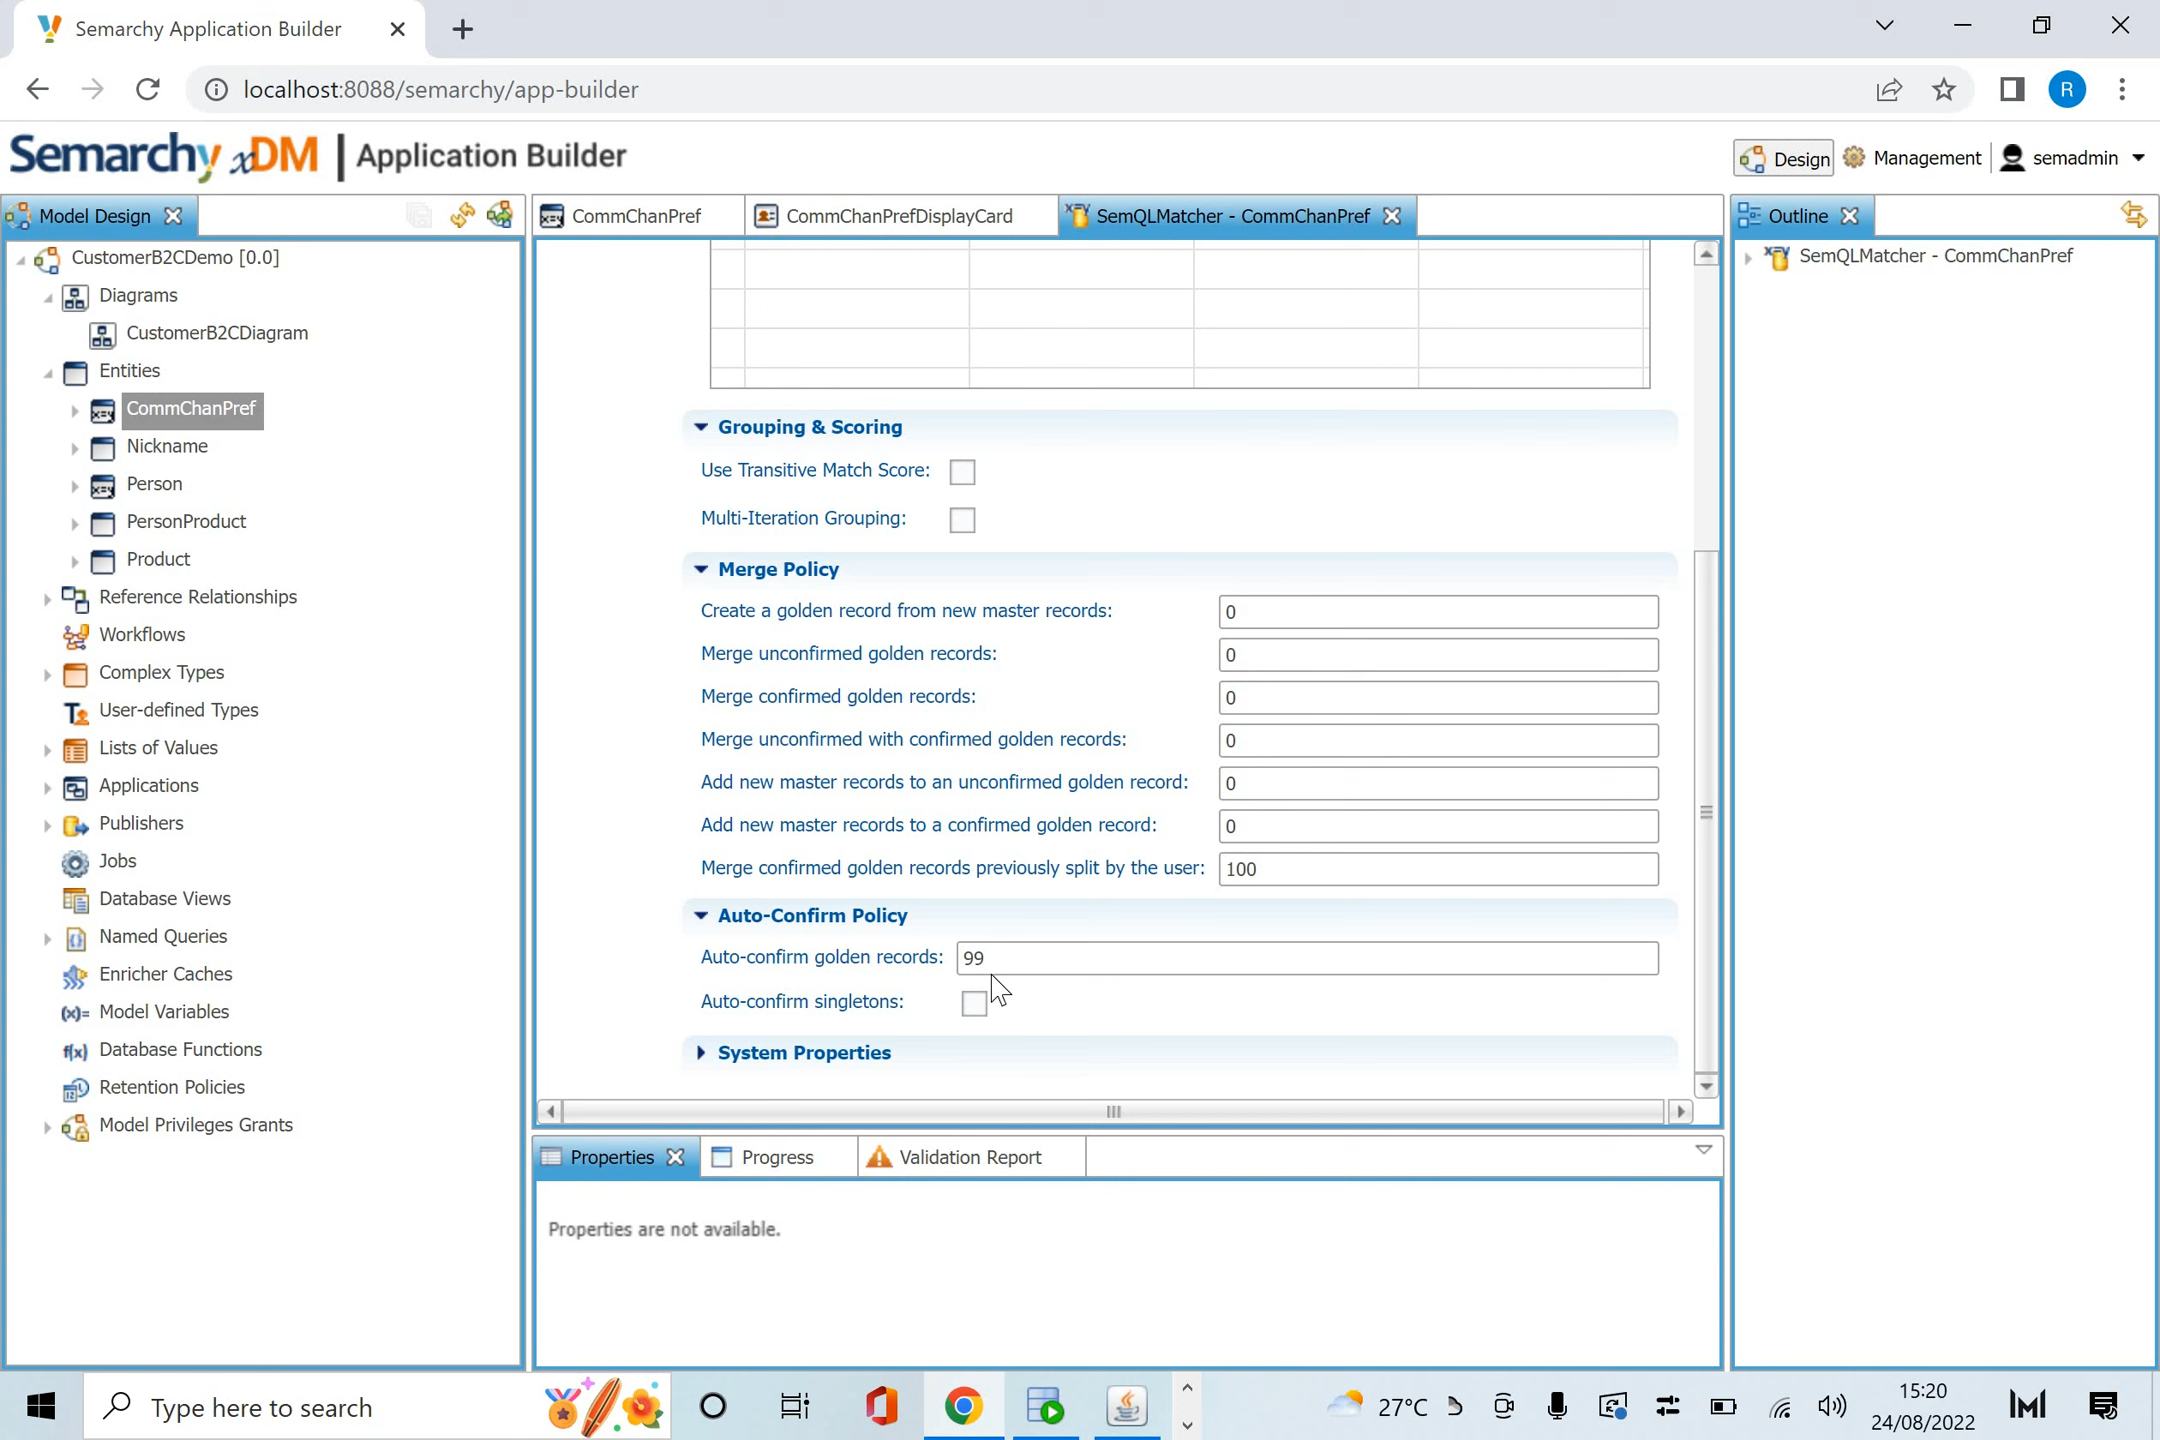 Semarchy Application Builder
localhost:8088/semarchy/app-builder
R
Semarchy xDM | Application Builder
Design
Management
semadmin
Model Design
CommChanPref
CommChanPrefDisplayCard
SemQLMatcher - CommChanPref
Outline
CustomerB2CDemo [0.0]
Diagrams
CustomerB2CDiagram
Entities
CommChanPref
Nickname
Person
PersonProduct
Product
Reference Relationships
Workflows
Complex Types
User-defined Types
Lists of Values
Applications
Publishers
Jobs
Database Views
Named Queries
Enricher Caches
Model Variables
Database Functions
Retention Policies
Model Privileges Grants
Grouping & Scoring
Use Transitive Match Score:
Multi-Iteration Grouping:
Merge Policy
Create a golden record from new master records: 0
Merge unconfirmed golden records: 0
Merge confirmed golden records: 0
Merge unconfirmed with confirmed golden records: 0
Add new master records to an unconfirmed golden record: 0
Add new master records to a confirmed golden record: 0
Merge confirmed golden records previously split by the user: 100
Auto-Confirm Policy
Auto-confirm golden records: 99
Auto-confirm singletons:
System Properties
SemQLMatcher - CommChanPref
Properties
Progress
Validation Report
Properties are not available.
Type here to search
27°C
15:20
24/08/2022